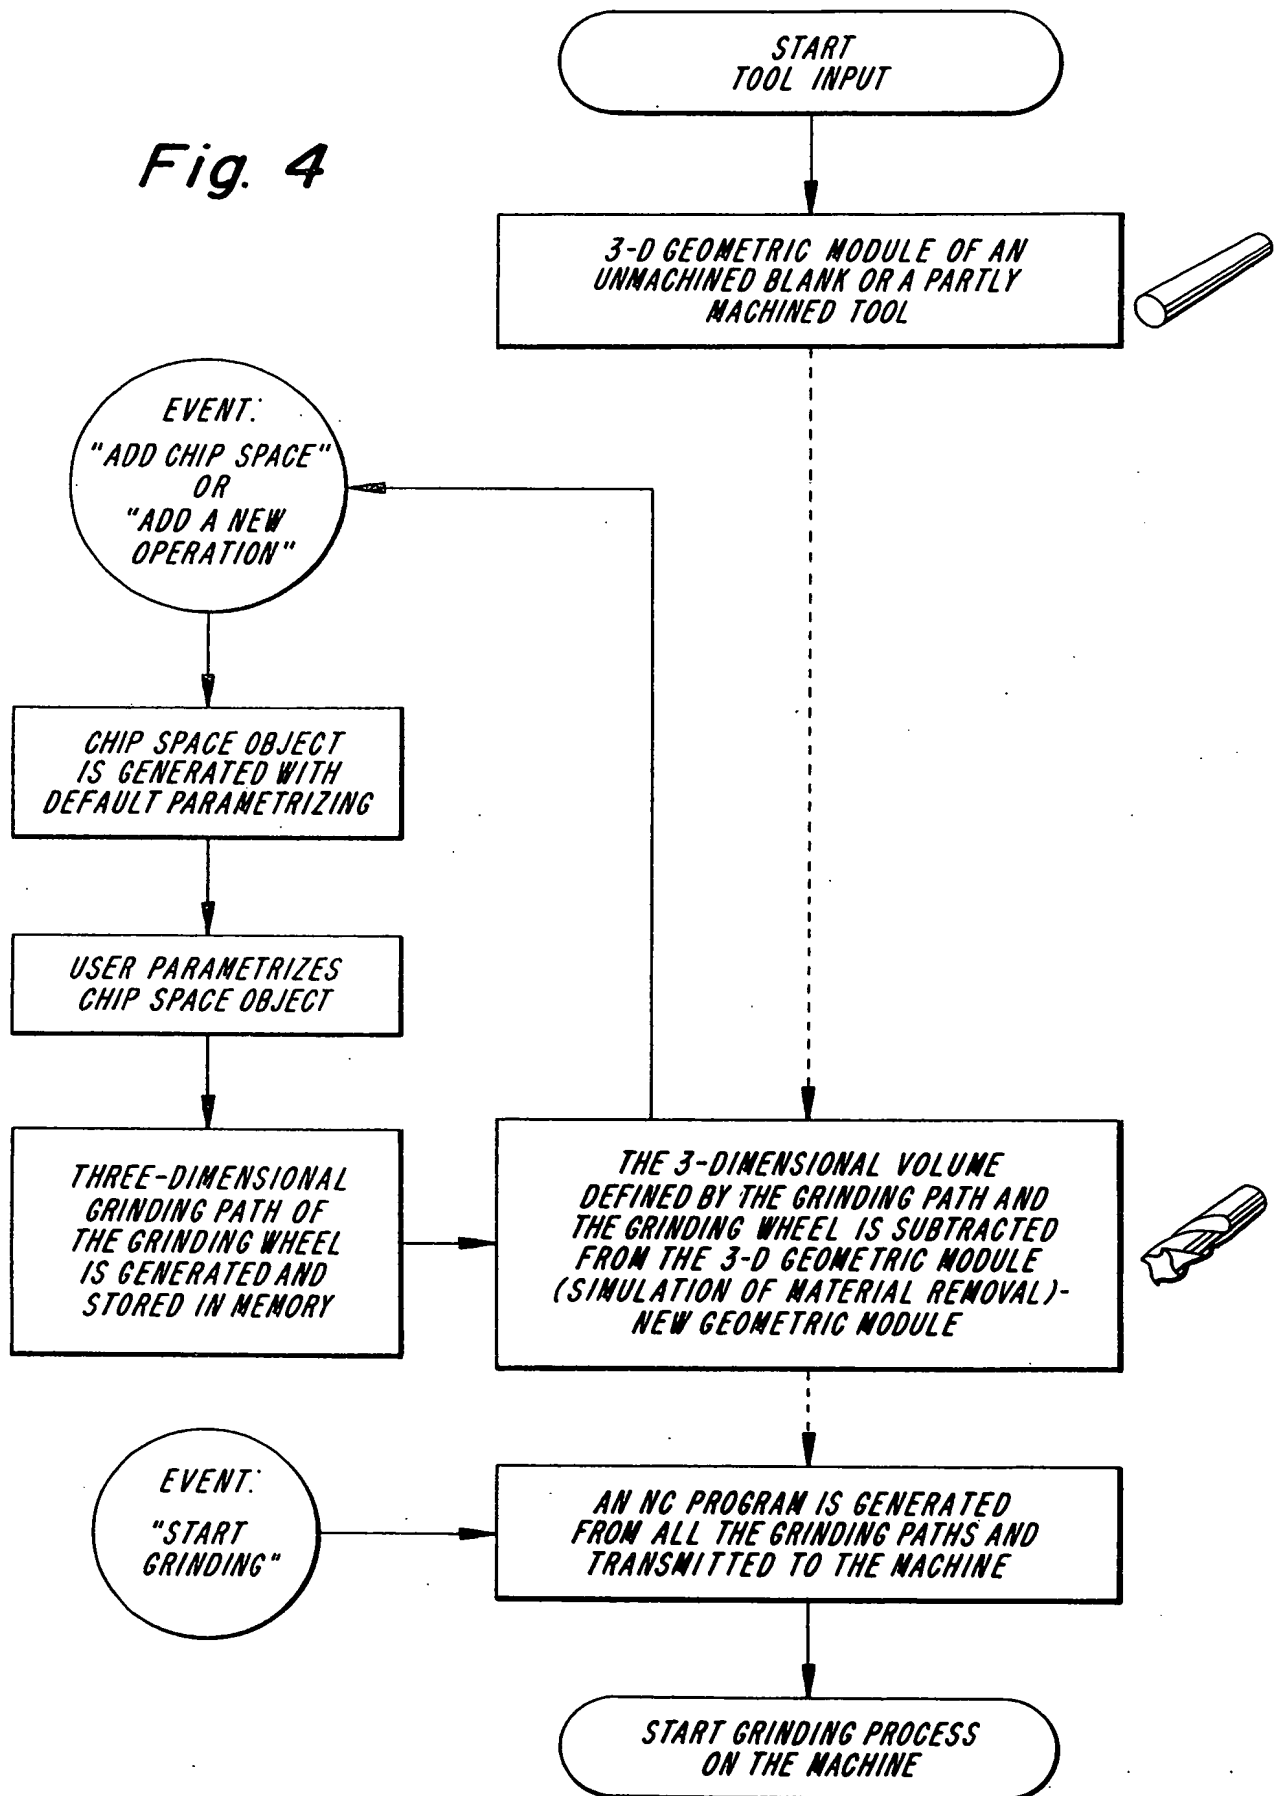 START
TOOL INPUT
Fig. 4
3-D GEOMETRIC MODULE OF AN
UNMACHINED BLANK OR A PARTLY
MACHINED TOOL
EVENT:
"ADD CHIP SPACE"
OR
"ADD A NEW
OPERATION"
CHIP SPACE OBJECT
IS GENERATED WITH
DEFAULT PARAMETRIZING
USER PARAMETRIZES
CHIP SPACE OBJECT
THREE-DIMENSIONAL
GRINDING PATH OF
THE GRINDING WHEEL
IS GENERATED AND
STORED IN MEMORY
THE 3-DIMENSIONAL VOLUME
DEFINED BY THE GRINDING PATH AND
THE GRINDING WHEEL IS SUBTRACTED
FROM THE 3-D GEOMETRIC MODULE
(SIMULATION OF MATERIAL REMOVAL)-
NEW GEOMETRIC MODULE
EVENT:
"START
GRINDING"
AN NC PROGRAM IS GENERATED
FROM ALL THE GRINDING PATHS AND
TRANSMITTED TO THE MACHINE
START GRINDING PROCESS
ON THE MACHINE